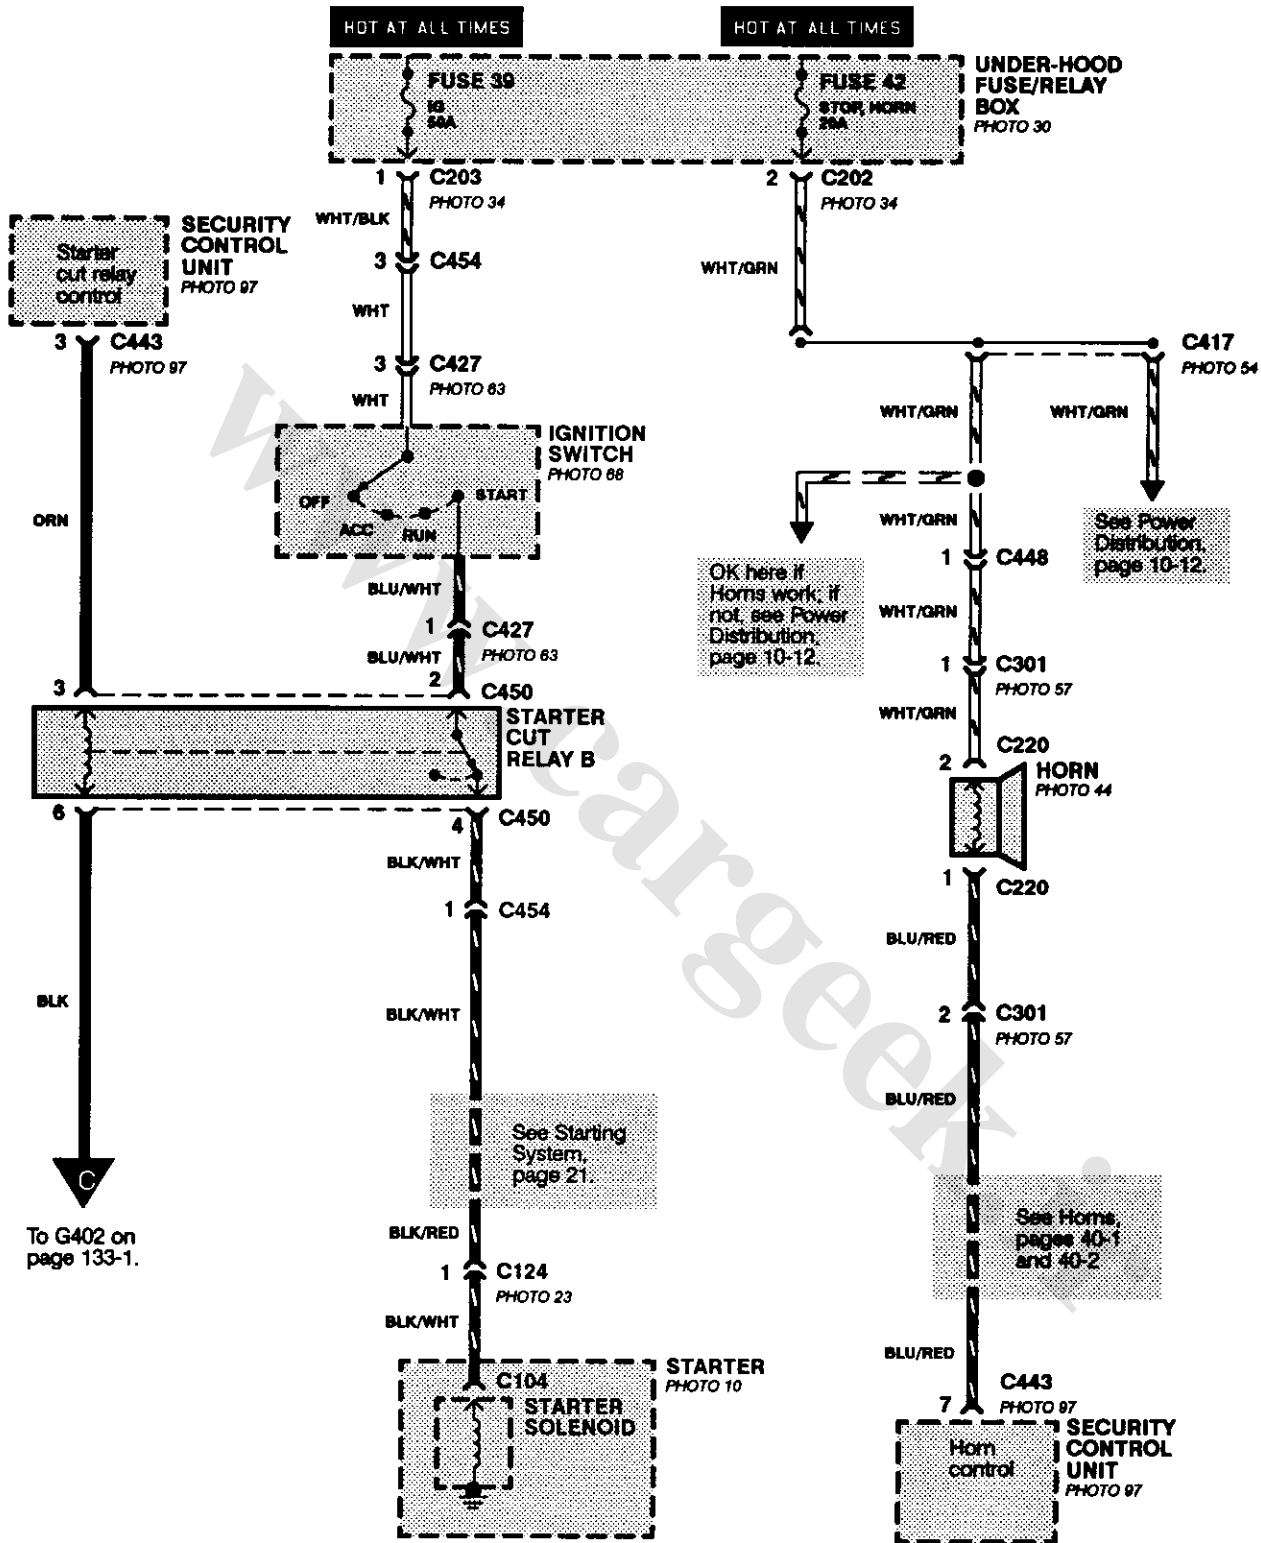 HOT AT ALL TIMES
HOT AT ALL TIMES
FUSE 39
IG
50A
FUSE 42
STOP, HORN
20A
UNDER-HOOD
FUSE/RELAY
BOX
PHOTO 30
1
C203
PHOTO 34
2
C202
PHOTO 34
WHT/BLK
3
C454
WHT
3
C427
PHOTO 63
WHT
WHT/GRN
SECURITY
CONTROL
UNIT
PHOTO 97
Starter
cut relay
control
3
C443
PHOTO 97
C417
PHOTO 54
WHT/GRN
WHT/GRN
IGNITION
SWITCH
PHOTO 68
OFF
ACC
RUN
START
ORN
WHT/GRN
See Power
Distribution,
page 10-12.
OK here if
Horns work; if
not, see Power
Distribution,
page 10-12.
1
C448
WHT/GRN
1
C301
PHOTO 57
WHT/GRN
BLU/WHT
1
C427
PHOTO 63
BLU/WHT
3
2
C450
STARTER
CUT
RELAY B
6
4
C450
C220
2
HORN
PHOTO 44
1
C220
BLK/WHT
1
C454
BLU/RED
BLK
BLK/WHT
2
C301
PHOTO 57
BLU/RED
See Starting
System,
page 21.
C
To G402 on
page 133-1.
BLK/RED
1
C124
PHOTO 23
BLK/WHT
See Horns,
pages 40-1
and 40-2
BLU/RED
STARTER
PHOTO 10
C104
STARTER
SOLENOID
C443
7
PHOTO 97
Horn
control
SECURITY
CONTROL
UNIT
PHOTO 97